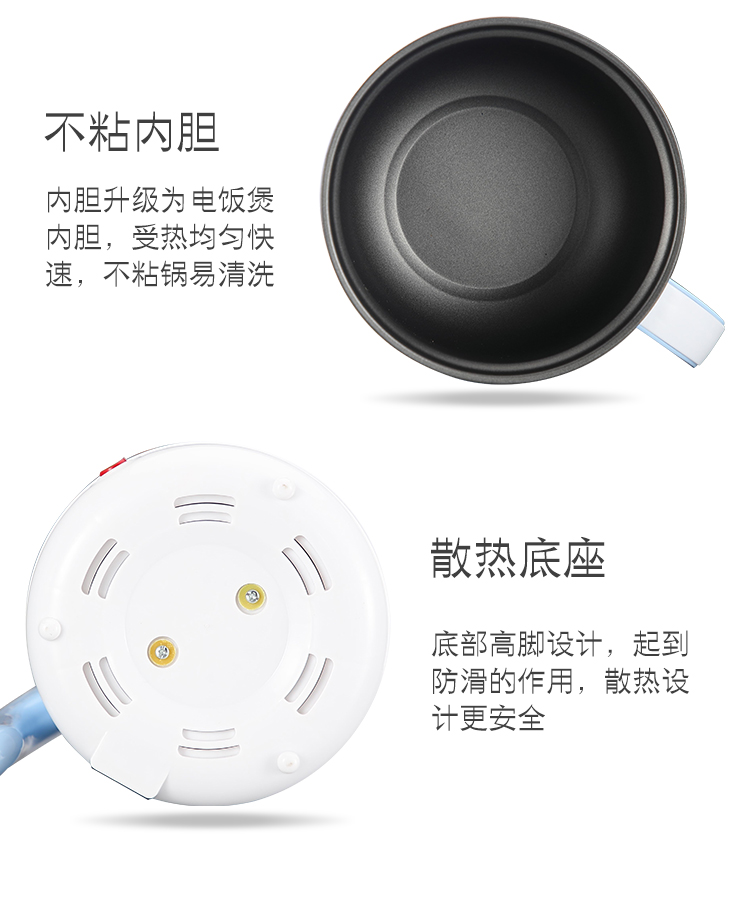 不粘内胆
内胆升级为电饭煲
内胆，受热均匀快
速，不粘锅易清洗
散热底座
底部高脚设计，起到
防滑的作用，散热设
计更安全